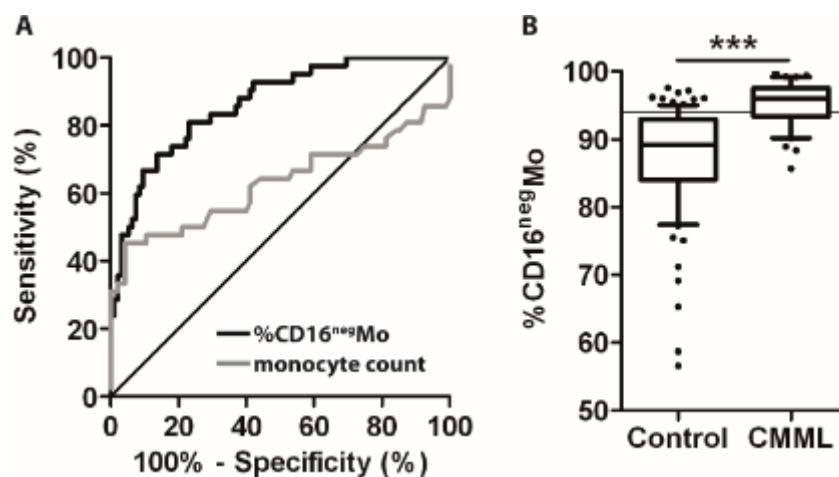 A
100
80
60
40
20
0
Sensitivity (%)
%CD16negMo
monocyte count
0 20 40 60 80 100
100% - Specificity (%)
B
***
100
90
80
70
60
50
%CD16negMo
Control CMML